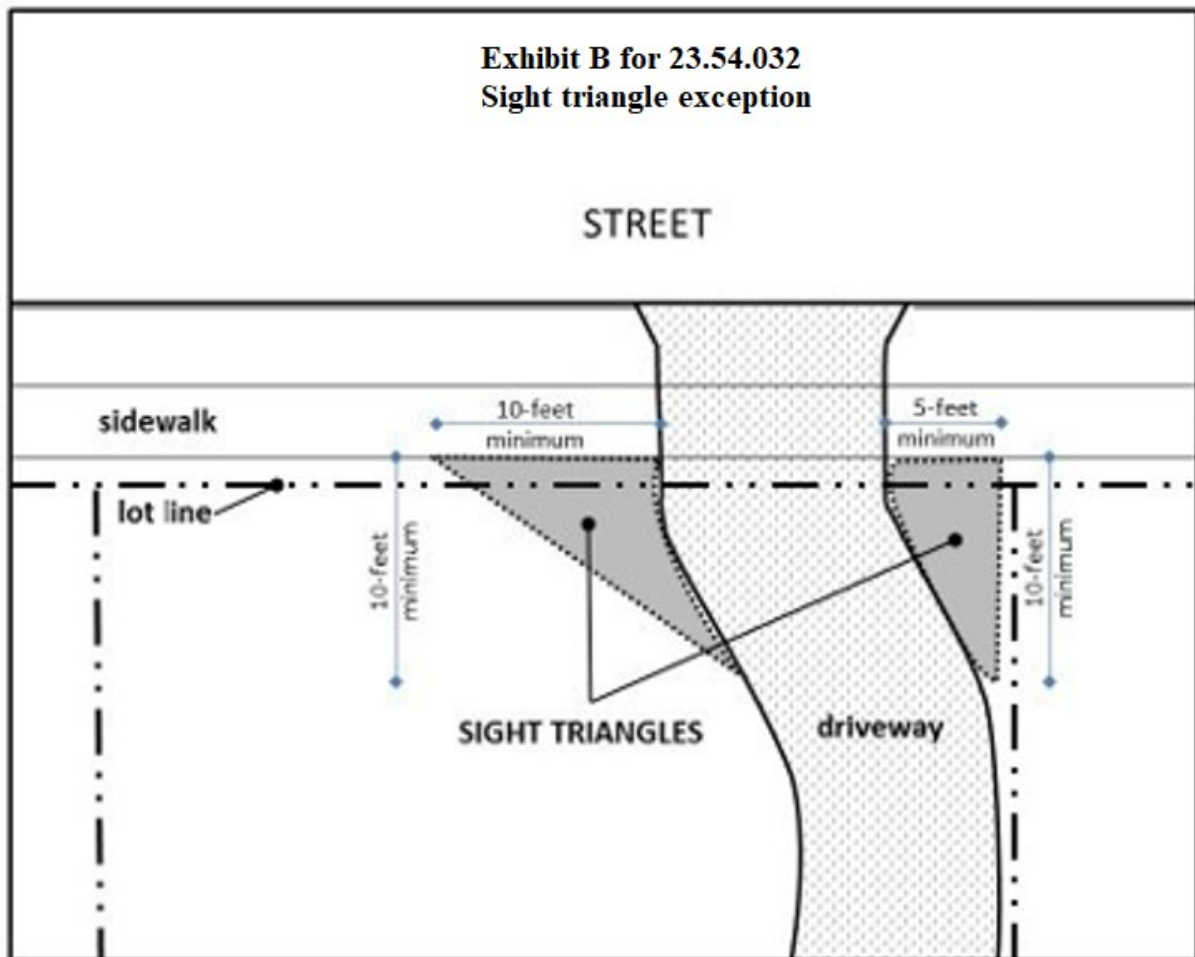 Exhibit B for 23.54.032
Sight triangle exception
STREET
sidewalk
10-feet
minimum
5-feet
minimum
lot line
10-feet
minimum
10-feet
minimum
SIGHT TRIANGLES
driveway